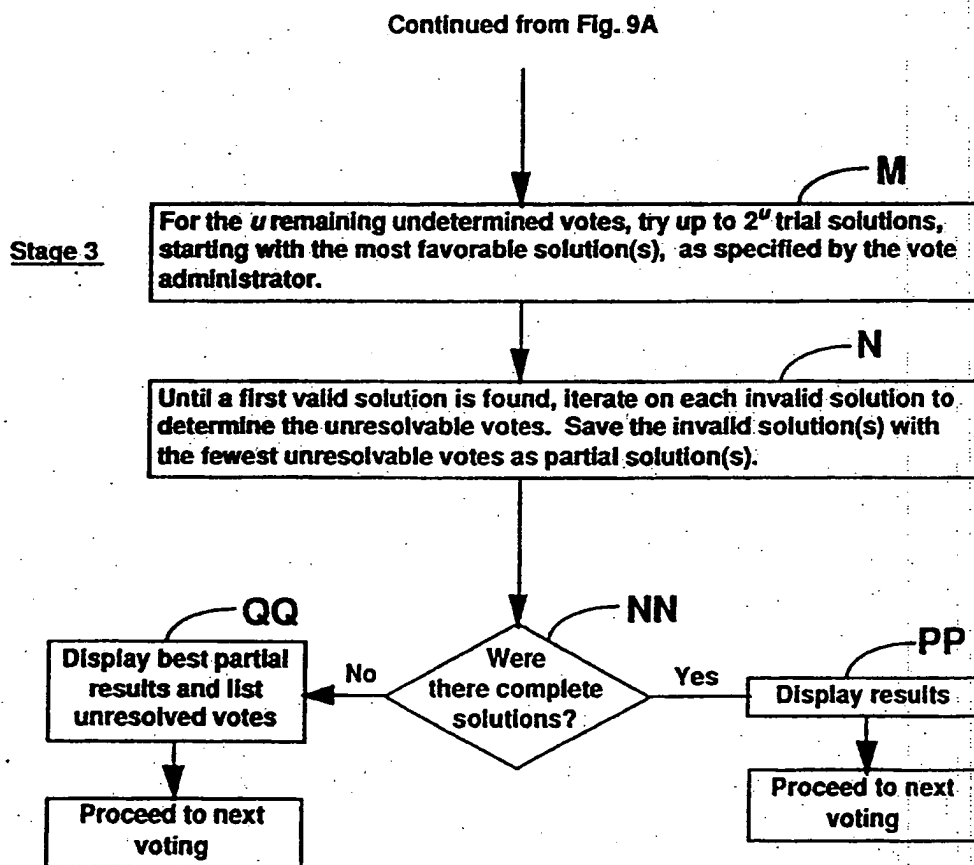 Continued from Fig. 9A
M
For the u remaining undetermined votes, try up to 2^u trial solutions,
starting with the most favorable solution(s), as specified by the vote
administrator.
Stage 3
N
Until a first valid solution is found, iterate on each invalid solution to
determine the unresolvable votes. Save the invalid solution(s) with
the fewest unresolvable votes as partial solution(s).
NN
Were
there complete
solutions?
No
Yes
QQ
Display best partial
results and list
unresolved votes
Proceed to next
voting
PP
Display results
Proceed to next
voting